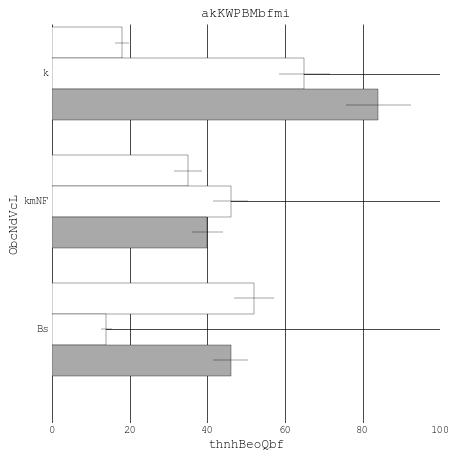 akKWPBMbfmi
k
kmNF
Bs
ObcNdVcL
0 20 40 60 80 100
thnhBeoQbf